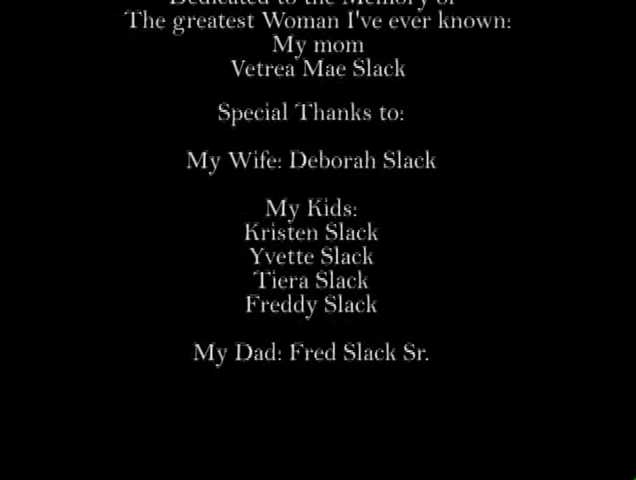 Dedicated to the Memory of
The greatest Woman I've ever known:
My mom
Vetrea Mae Slack
Special Thanks to:
My Wife: Deborah Slack
My Kids:
Kristen Slack
Yvette Slack
Tiera Slack
Freddy Slack
My Dad: Fred Slack Sr.